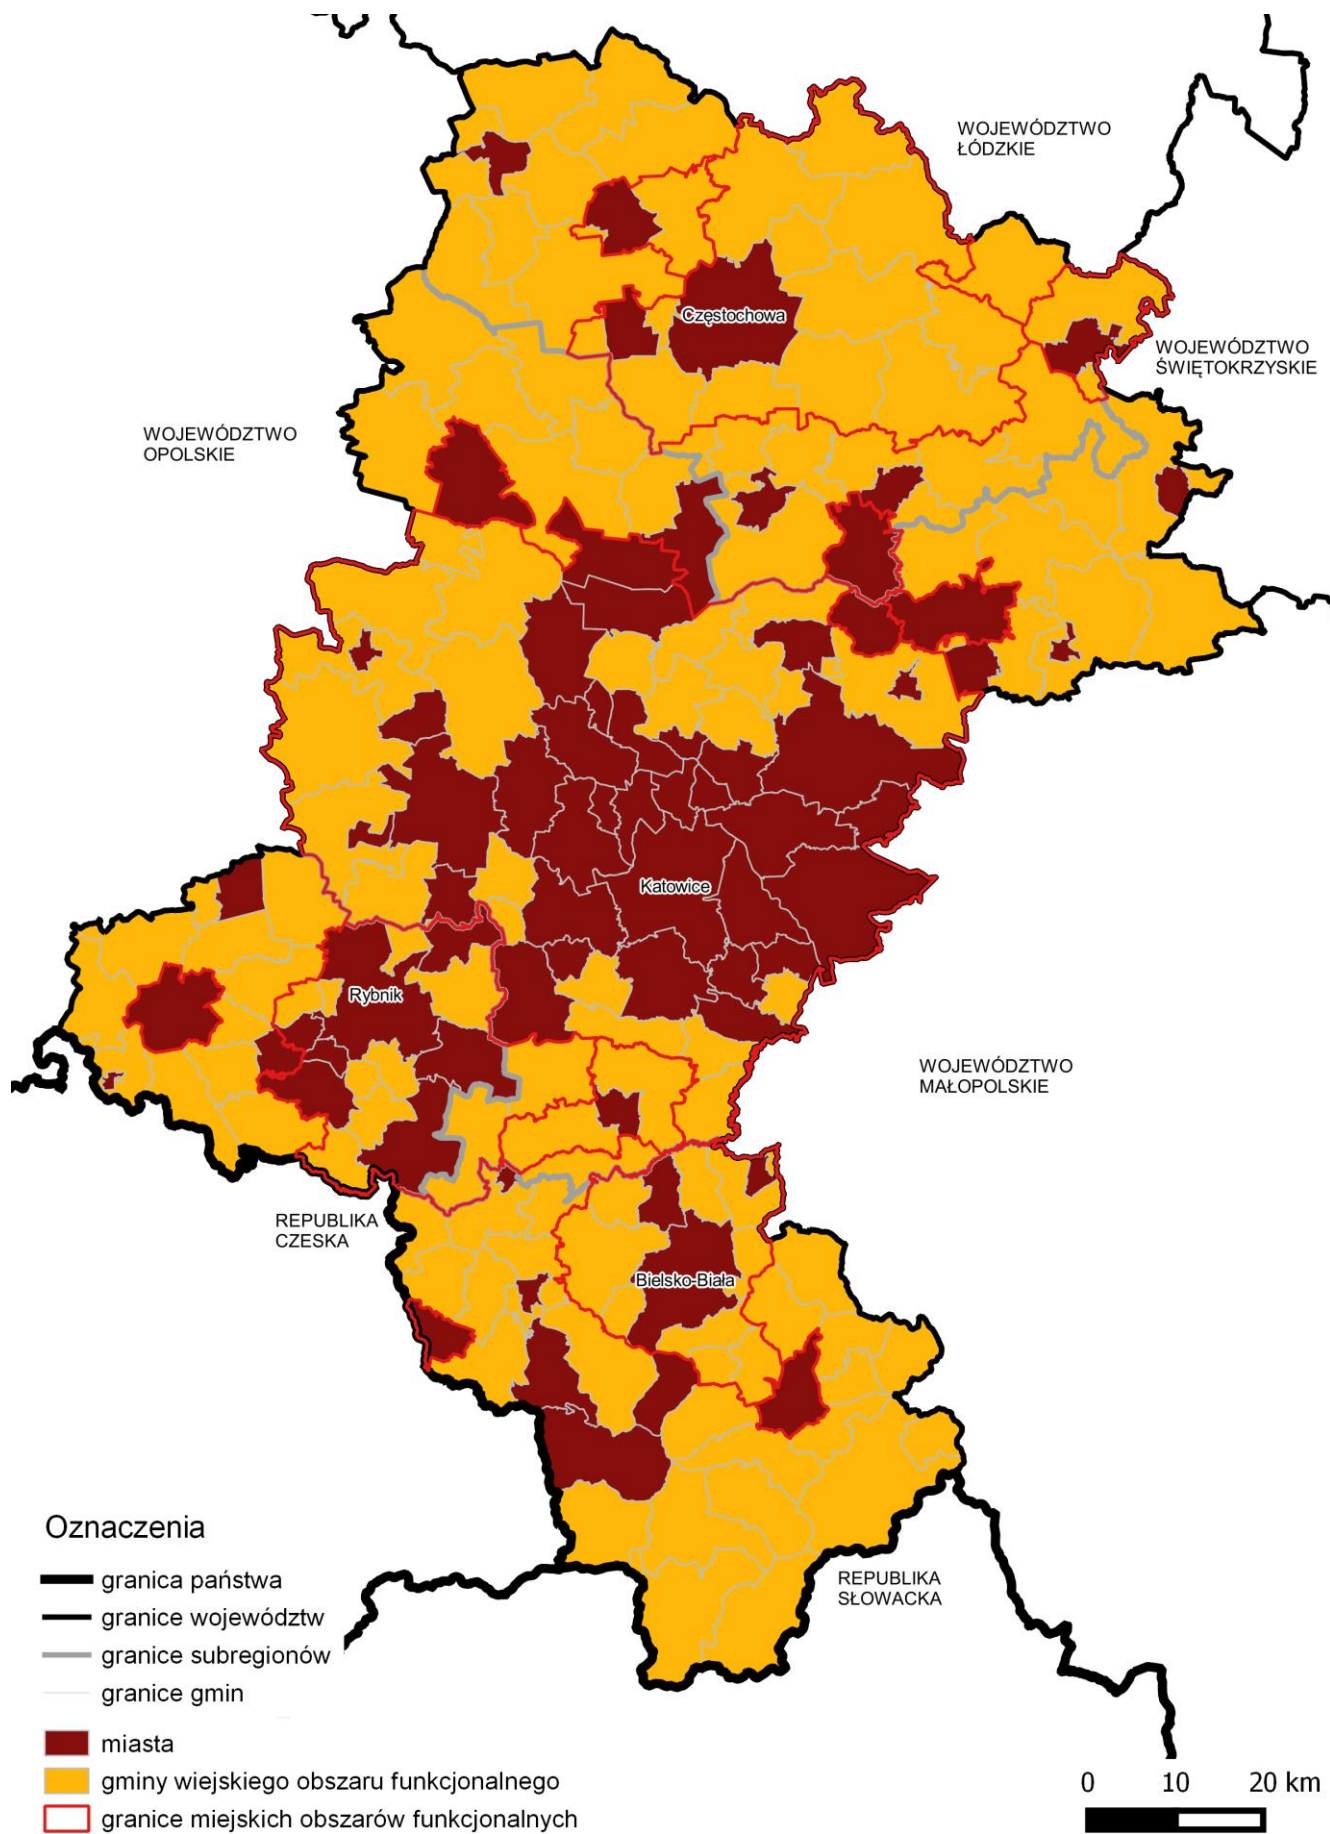 WOJEWÓDZTWO
ŁÓDZKIE
Częstochowa
WOJEWÓDZTWO
ŚWIĘTOKRZYSKIE
WOJEWÓDZTWO
OPOLSKIE
Katowice
Rybnik
WOJEWÓDZTWO
MAŁOPOLSKIE
REPUBLIKA
CZESKA
Bielsko-Biała
REPUBLIKA
SŁOWACKA
Oznaczenia
granica państwa
granice województw
granice subregionów
granice gmin
miasta
gminy wiejskiego obszaru funkcjonalnego
granice miejskich obszarów funkcjonalnych
0 10 20 km